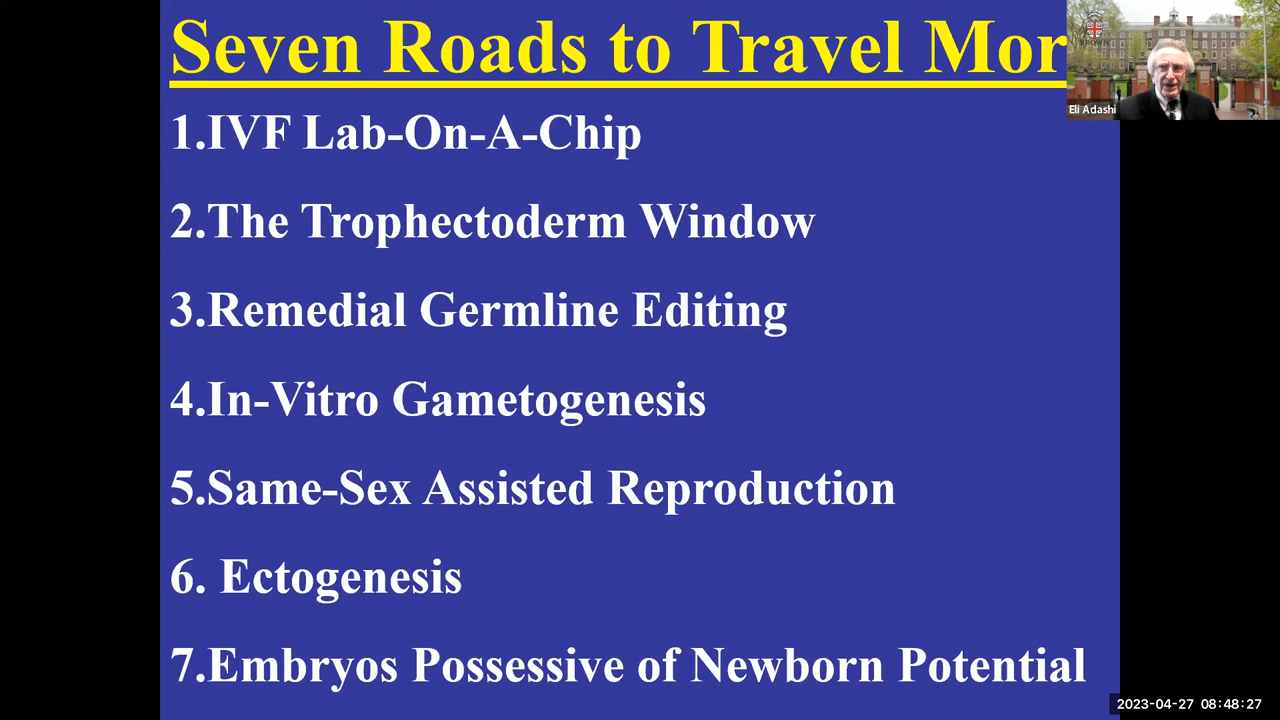 Seven Roads to Travel Mor
1.IVF Lab-On-A-Chip
2.The Trophectoderm Window
3.Remedial Germline Editing
4.In-Vitro Gametogenesis
5.Same-Sex Assisted Reproduction
6. Ectogenesis
7.Embryos Possessive of Newborn Potential
BROWN
Eli Adashi
2023-04-27 08:48:27